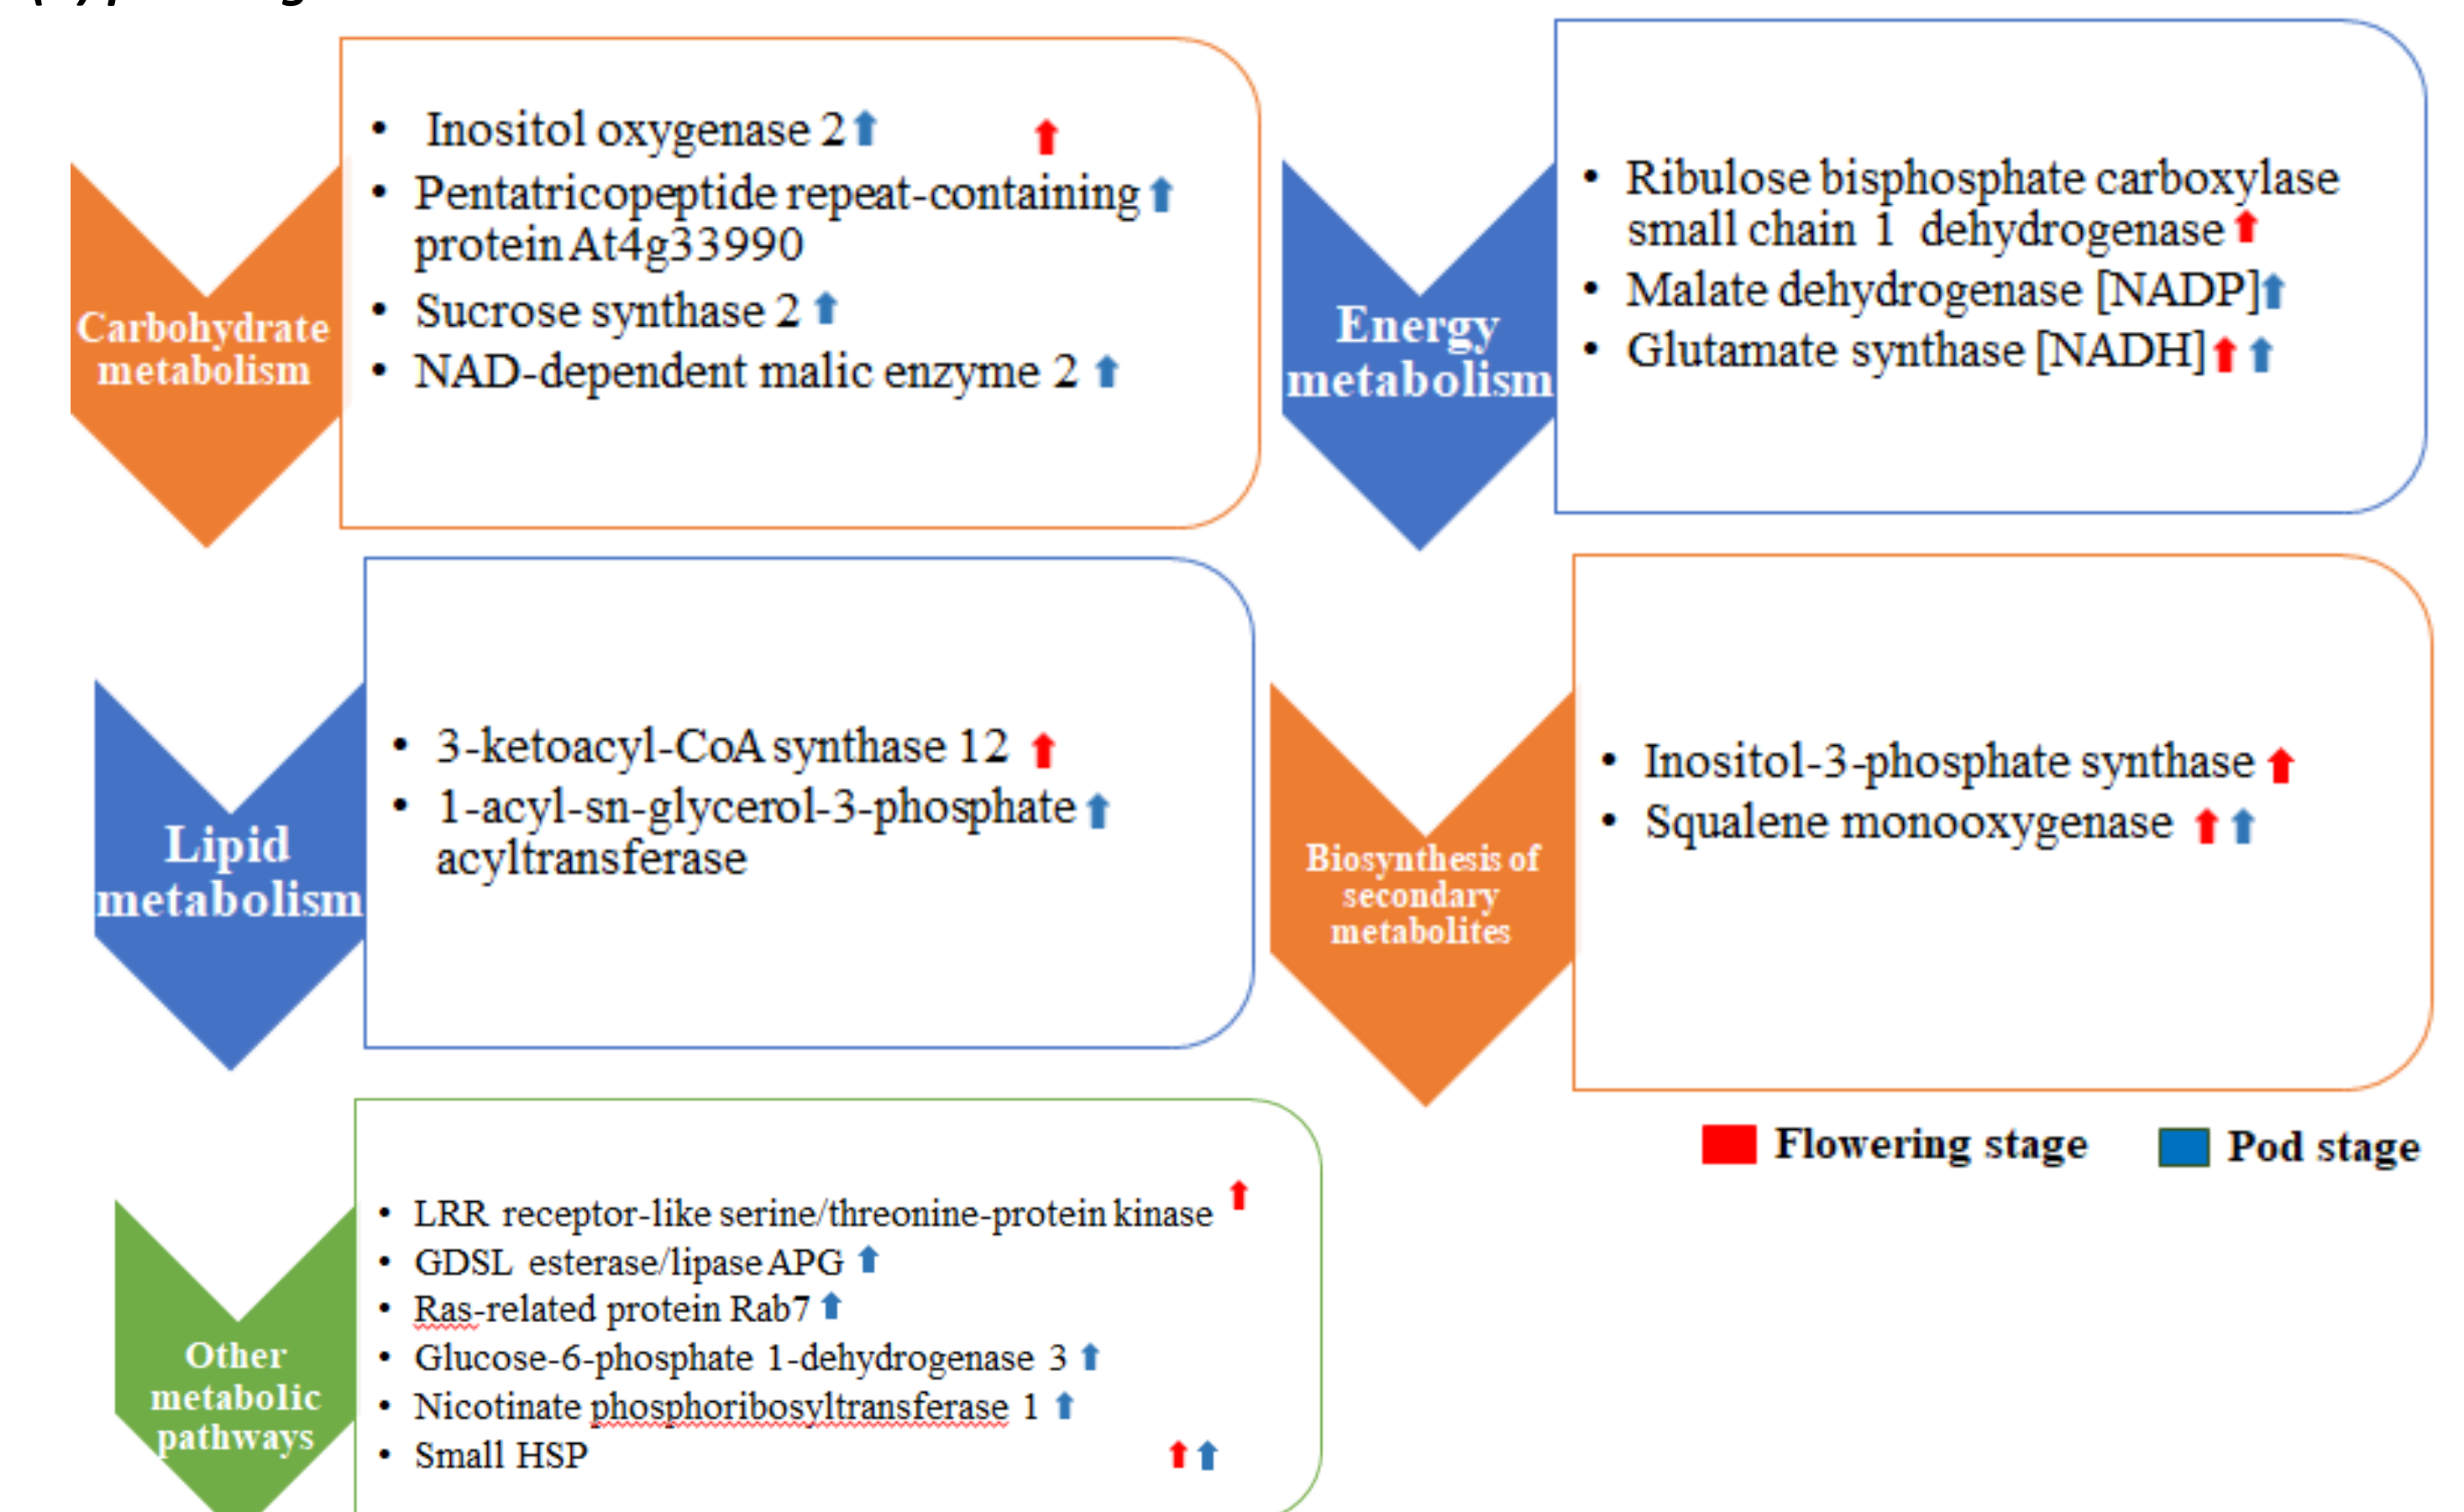 Carbohydrate
metabolism
• Inositol oxygenase 2
• Pentatricopeptide repeat-containing
protein At4g33990
• Sucrose synthase 2
• NAD-dependent malic enzyme 2
Energy
metabolism
• Ribulose bisphosphate carboxylase
small chain 1 dehydrogenase
• Malate dehydrogenase [NADP]
• Glutamate synthase [NADH]
Lipid
metabolism
• 3-ketoacyl-CoA synthase 12
• 1-acyl-sn-glycerol-3-phosphate
acyltransferase
Biosynthesis of
secondary
metabolites
• Inositol-3-phosphate synthase
• Squalene monooxygenase
Flowering stage
Pod stage
Other
metabolic
pathways
• LRR receptor-like serine/threonine-protein kinase
• GDSL esterase/lipase APG
• Ras-related protein Rab7
• Glucose-6-phosphate 1-dehydrogenase 3
• Nicotinate phosphoribosyltransferase 1
• Small HSP